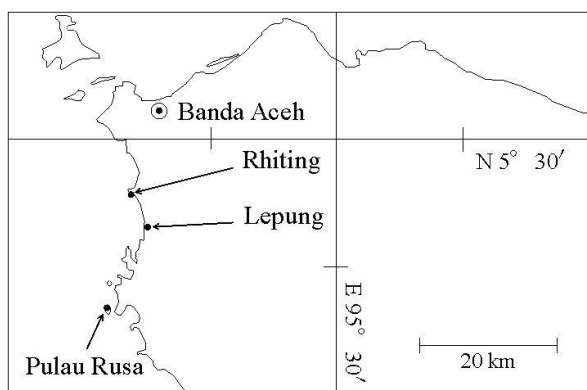 Banda Aceh
N 5° 30′
Rhiting
Lepung
E 95° 30′
Pulau Rusa
20 km